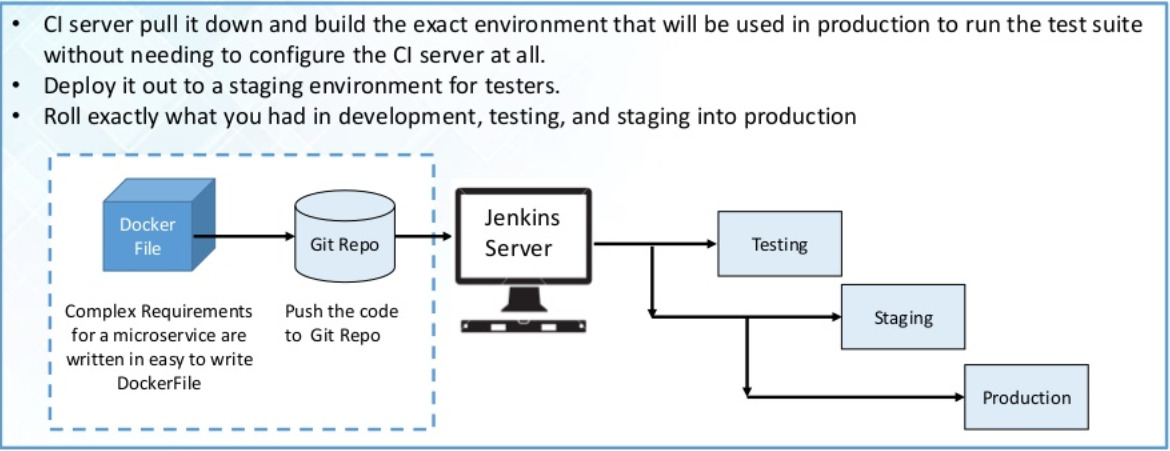 • CI server pull it down and build the exact environment that will be used in production to run the test suite
without needing to configure the CI server at all.
• Deploy it out to a staging environment for testers.
• Roll exactly what you had in development, testing, and staging into production
Docker
File
Git Repo
Jenkins
Server
Testing
Staging
Production
Complex Requirements
for a microservice are
written in easy to write
DockerFile
Push the code
to Git Repo